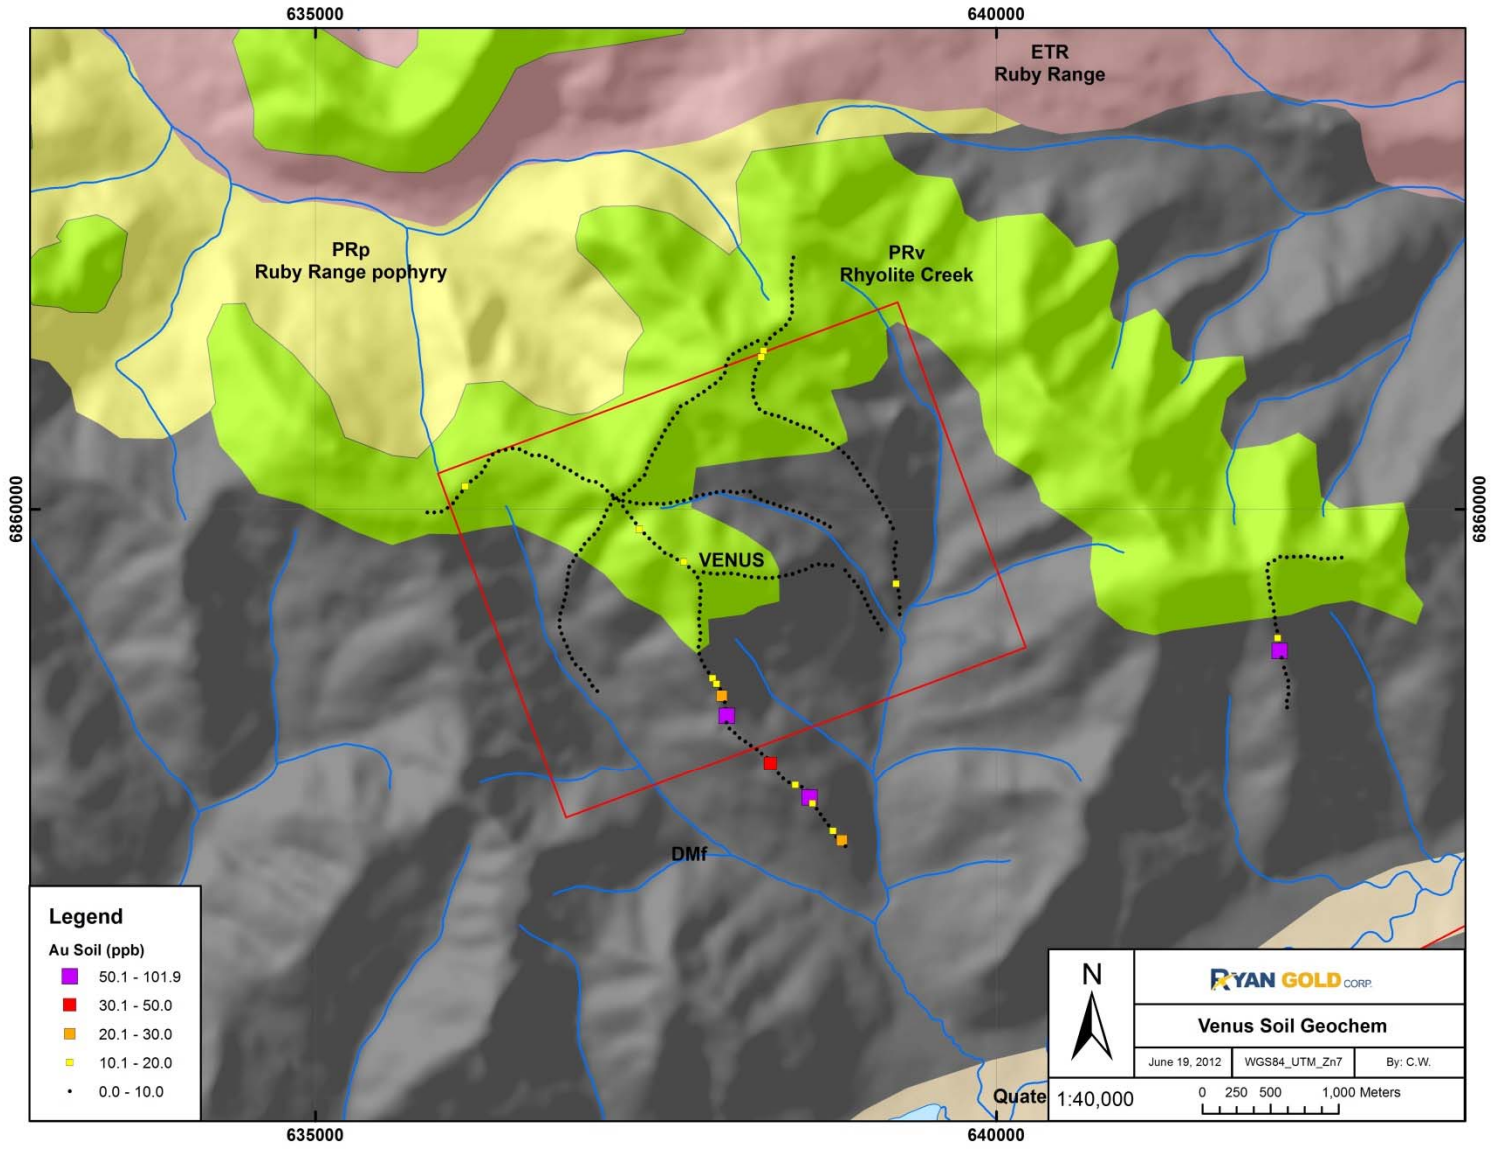 635000
640000
ETR
Ruby Range
PRp
Ruby Range pophyry
PRv
Rhyolite Creek
6860000
6860000
VENUS
DMf
Legend
Au Soil (ppb)
50.1 - 101.9
30.1 - 50.0
20.1 - 30.0
10.1 - 20.0
0.0 - 10.0
Quate
N
RYAN GOLD CORP.
Venus Soil Geochem
June 19, 2012
WGS84_UTM_Zn7
By: C.W.
1:40,000
0 250 500 1,000 Meters
635000
640000